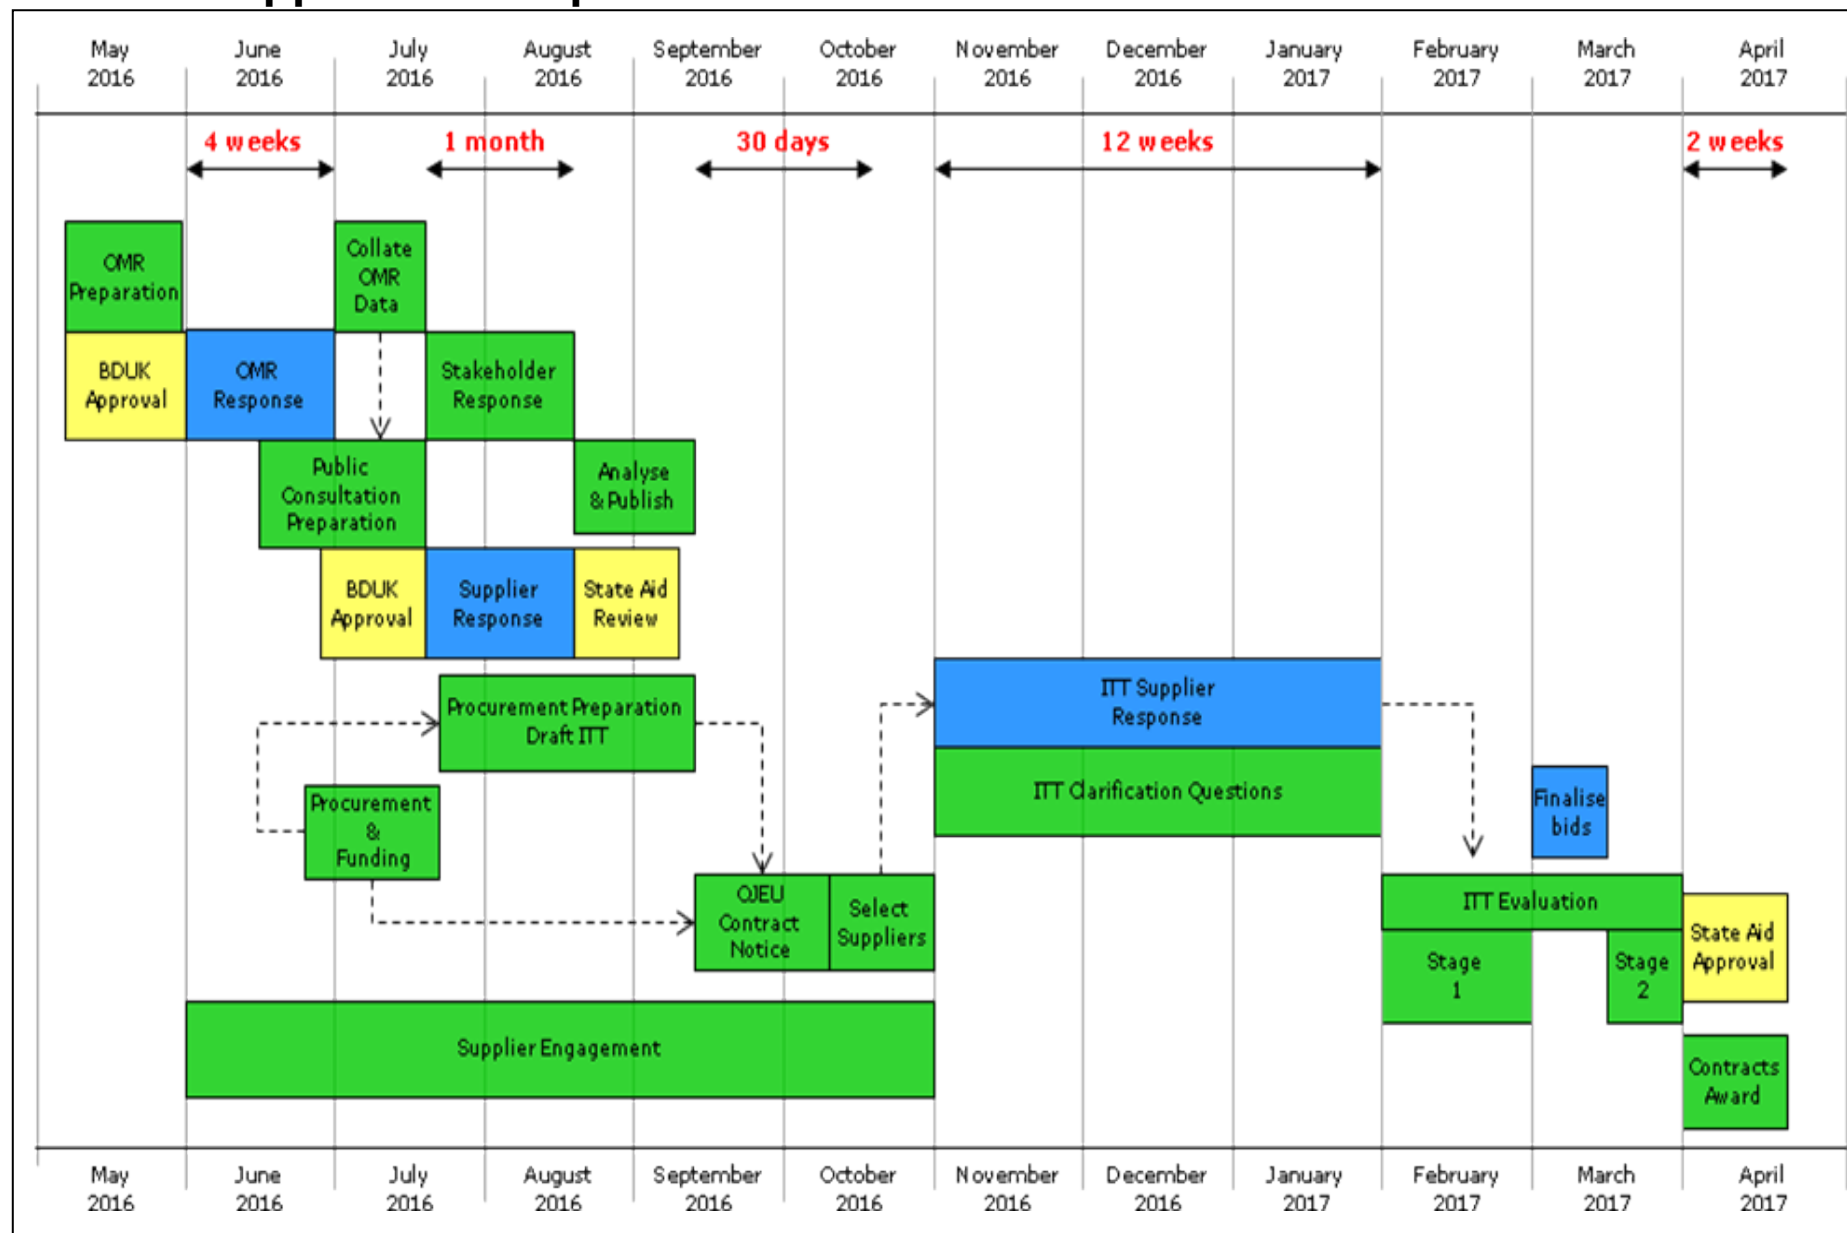 May
2016
June
2016
July
2016
August
2016
September
2016
October
2016
November
2016
December
2016
January
2017
February
2017
March
2017
April
2017
4 weeks
1 month
30 days
12 weeks
2 weeks
OMR
Preparation
Collate
OMR
Data
BDUK
Approval
OMR
Response
Stakeholder
Response
Public
Consultation
Preparation
Analyse
& Publish
BDUK
Approval
Supplier
Response
State Aid
Review
Procurement Preparation
Draft ITT
ITT Supplier
Response
ITT Clarification Questions
Procurement
&
Funding
Finalise
bids
OJEU
Contract
Notice
Select
Suppliers
ITT Evaluation
Stage
1
Stage
2
State Aid
Approval
Supplier Engagement
Contracts
Award
May
2016
June
2016
July
2016
August
2016
September
2016
October
2016
November
2016
December
2016
January
2017
February
2017
March
2017
April
2017